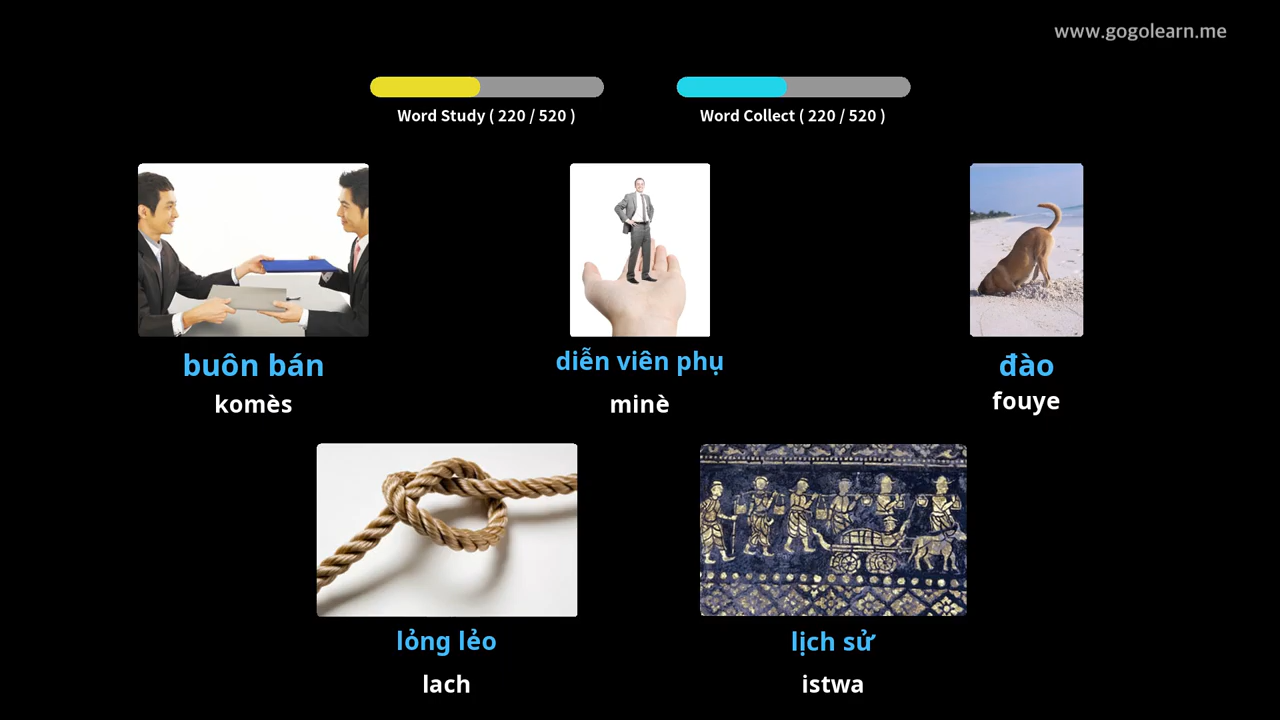 www.gogolearn.me
Word Study ( 220 / 520 )
Word Collect ( 220 / 520 )
buôn bán
komès
diễn viên phụ
minè
đào
fouye
lỏng lẻo
lach
lịch sử
istwa